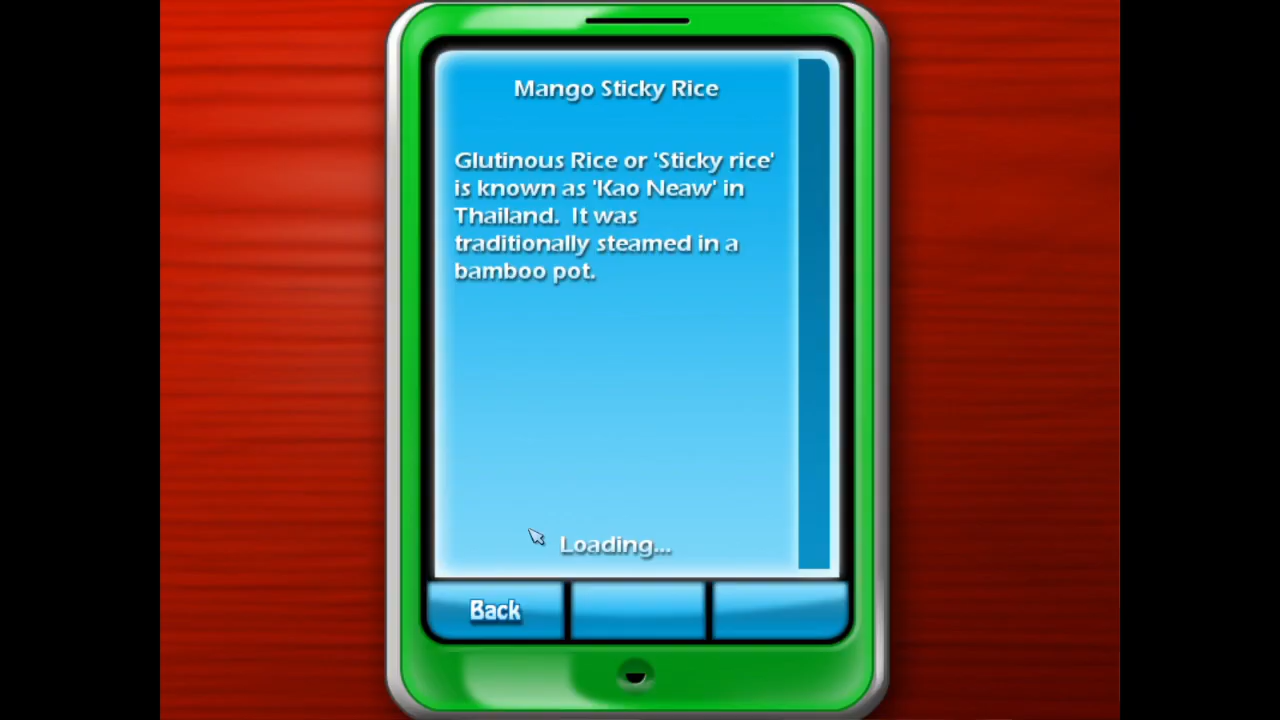 Mango Sticky Rice
Glutinous Rice or 'Sticky rice'
is known as 'Kao Neaw' in
Thailand.  It was
traditionally steamed in a
bamboo pot.
Loading...
Back